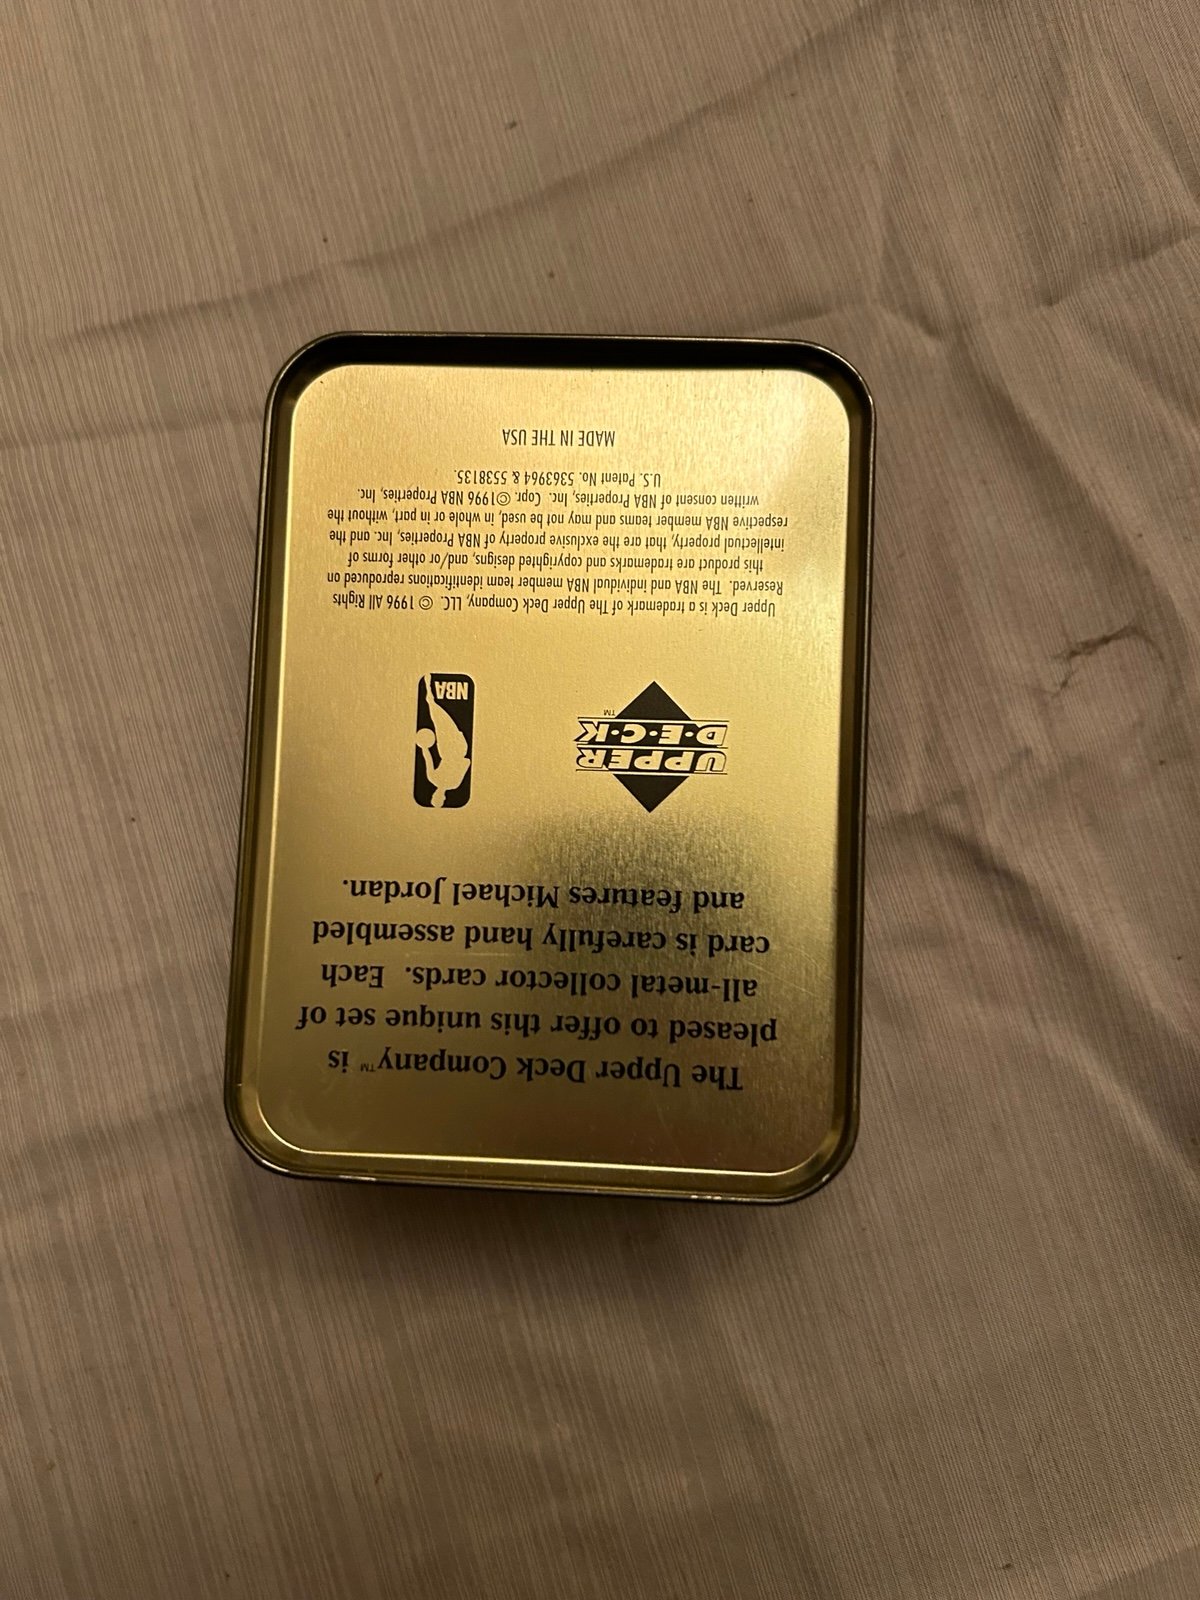 The Upper Deck Company™ is
pleased to offer this unique set of
all-metal collector cards. Each
card is carefully hand assembled
and features Michael Jordan.
UPPER
D·E·C·K™
NBA
Upper Deck is a trademark of The Upper Deck Company, LLC. © 1996 All Rights
Reserved. The NBA and individual NBA member team identifications reproduced on
this product are trademarks and copyrighted designs, and/or other forms of
intellectual property, that are the exclusive property of NBA Properties, Inc. and the
respective NBA member teams and may not be used, in whole or in part, without the
written consent of NBA Properties, Inc. Copr. © 1996 NBA Properties, Inc.
U.S. Patent No. 5363964 & 5538135.
MADE IN THE USA